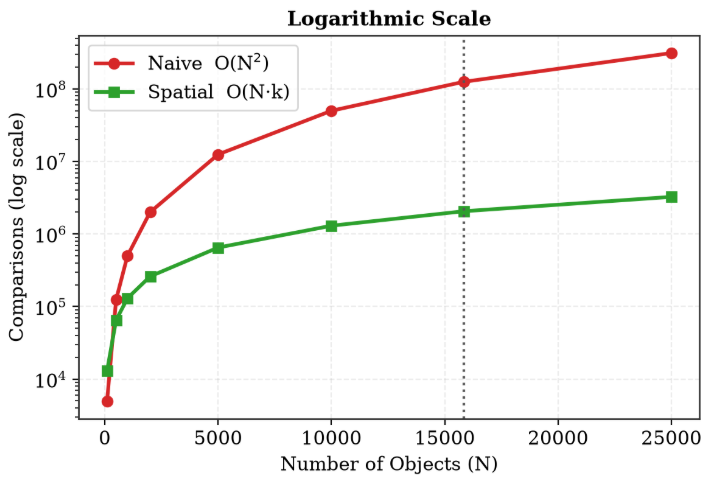 Logarithmic Scale
Naive O(N²)
Spatial O(N·k)
Comparisons (log scale)
10⁸
10⁷
10⁶
10⁵
10⁴
0 5000 10000 15000 20000 25000
Number of Objects (N)